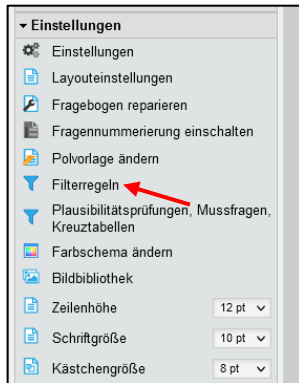 Einstellungen
Einstellungen
Layouteinstellungen
Fragebogen reparieren
Fragennummerierung einschalten
Polvorlage ändern
Filterregeln
Plausibilitätsprüfungen, Mussfragen,
Kreuztabellen
Farbschema ändern
Bildbibliothek
Zeilenhöhe 12 pt
Schriftgröße 10 pt
Kästchengröße 8 pt